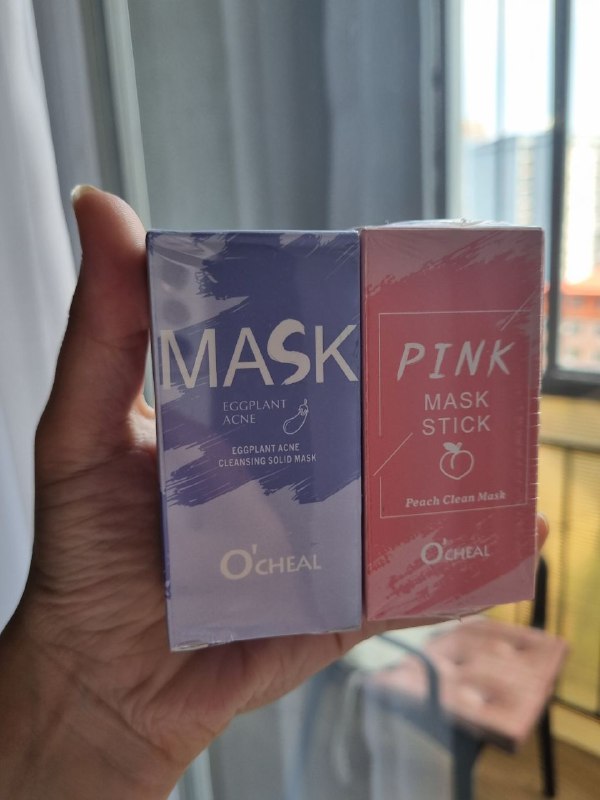 MASK
EGGPLANT
ACNE
EGGPLANT ACNE
CLEANSING SOLID MASK
O'CHEAL
PINK
MASK
STICK
Peach Clean Mask
O'CHEAL